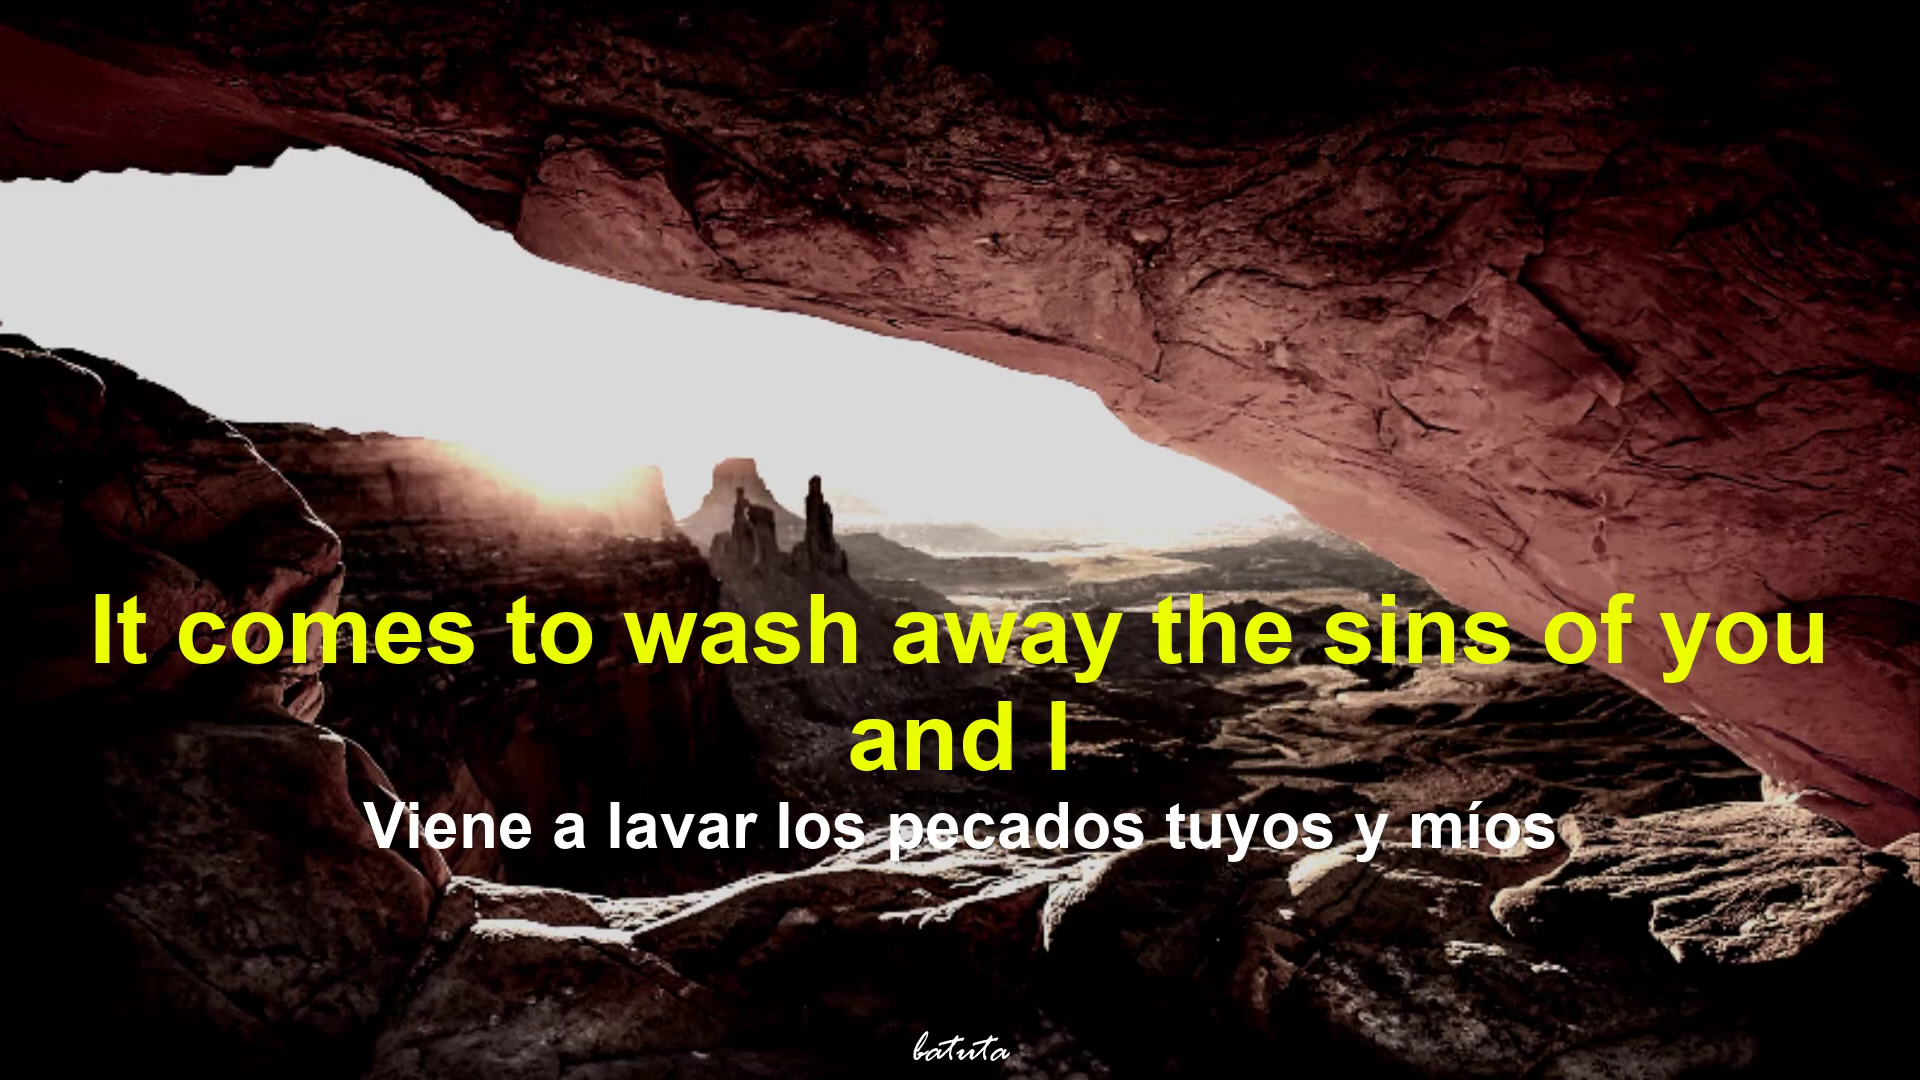 It comes to wash away the sins of you
and I
Viene a lavar los pecados tuyos y míos
batuta